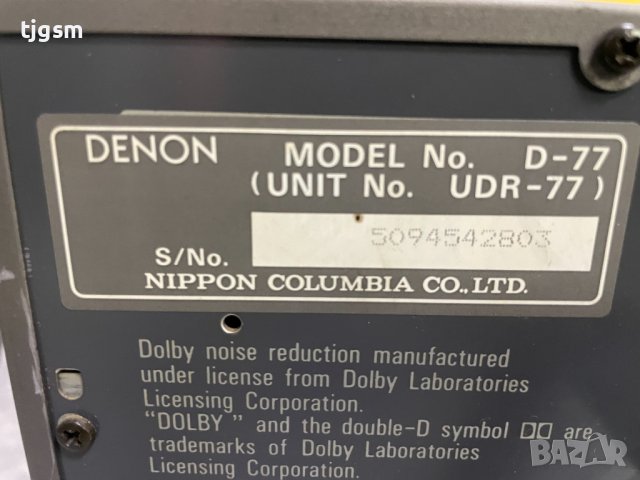 tjgsm
DENON MODEL No. D-77
(UNIT No. UDR-77)
S/No. 5094542803
NIPPON COLUMBIA CO., LTD.
Dolby noise reduction manufactured
under license from Dolby Laboratories
Licensing Corporation.
“DOLBY” and the double-D symbol are
trademarks of Dolby Laboratories
Licensing Corporation.
BAZAR